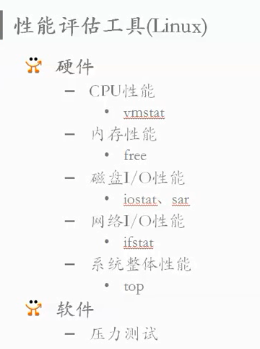 性能评估工具(Linux)
硬件
– CPU性能
• vmstat
– 内存性能
• free
– 磁盘I/O性能
• iostat、sar
– 网络I/O性能
• ifstat
– 系统整体性能
• top
软件
– 压力测试